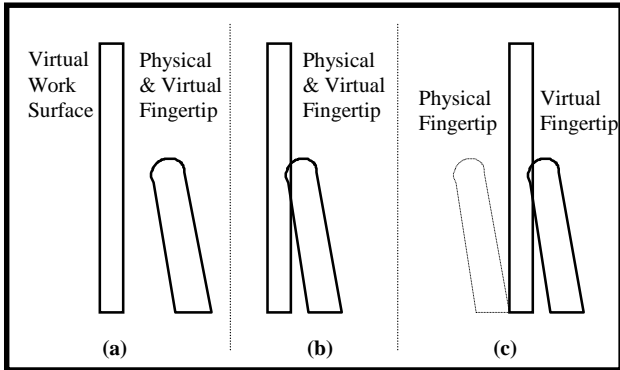 Virtual
Work
Surface
Physical
& Virtual
Fingertip
(a)
Physical
& Virtual
Fingertip
(b)
Physical
Fingertip
Virtual
Fingertip
(c)